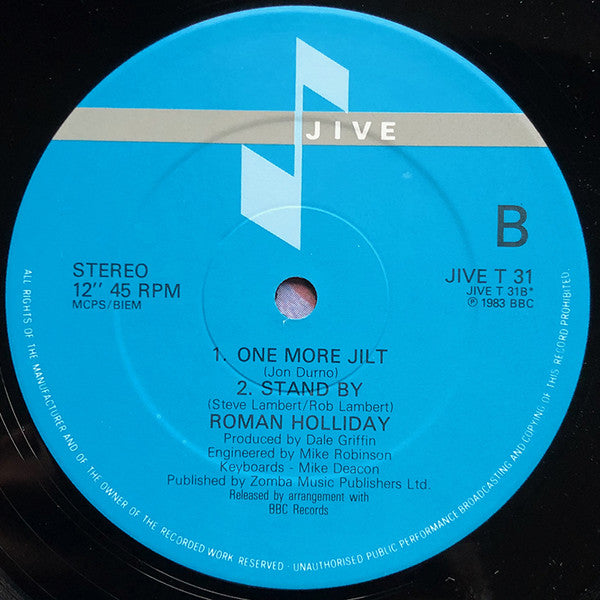 JIVE
B
STEREO
12'' 45 RPM
MCPS/BIEM
JIVE T 31
JIVE T 31B*
℗ 1983 BBC
1. ONE MORE JILT
(Jon Durno)
2. STAND BY
(Steve Lambert/Rob Lambert)
ROMAN HOLLIDAY
Produced by Dale Griffin
Engineered by Mike Robinson
Keyboards - Mike Deacon
Published by Zomba Music Publishers Ltd.
Released by arrangement with
BBC Records
ALL RIGHTS OF THE MANUFACTURER AND OF THE OWNER OF THE RECORDED WORK RESERVED · UNAUTHORISED PUBLIC PERFORMANCE BROADCASTING AND COPYING OF THIS RECORD PROHIBITED.